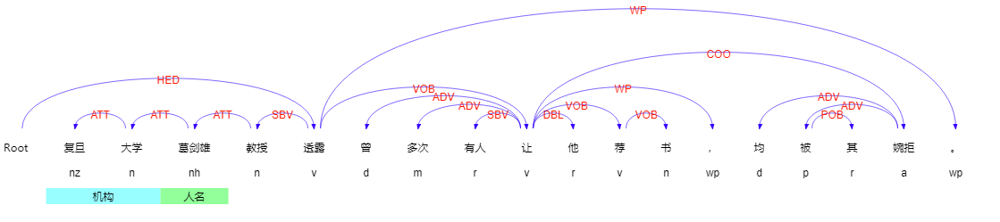 WP
COO
HED
VOB WP
ADV ADV
ADV VOB ADV
ATT ATT ATT SBV SBV DBL VOB POB
Root 复旦 大学 葛剑雄 教授 透露 曾 多次 有人 让 他 荐 书 , 均 被 其 婉拒 。
nz n nh n v d m r v r v n wp d p r a wp
机构 人名